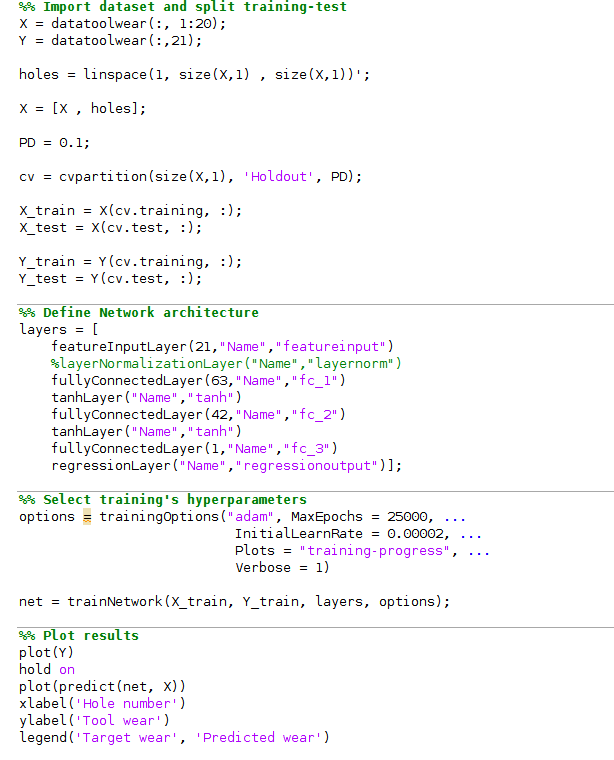 %% Import dataset and split training-test
X = datatoolwear(:, 1:20);
Y = datatoolwear(:,21);
holes = linspace(1, size(X,1) , size(X,1))';
X = [X , holes];
PD = 0.1;
cv = cvpartition(size(X,1), 'Holdout', PD);
X_train = X(cv.training, :);
X_test = X(cv.test, :);
Y_train = Y(cv.training, :);
Y_test = Y(cv.test, :);
%% Define Network architecture
layers = [
featureInputLayer(21,"Name","featureinput")
%layerNormalizationLayer("Name","layernorm")
fullyConnectedLayer(63,"Name","fc_1")
tanhLayer("Name","tanh")
fullyConnectedLayer(42,"Name","fc_2")
tanhLayer("Name","tanh")
fullyConnectedLayer(1,"Name","fc_3")
regressionLayer("Name","regressionoutput")];
%% Select training's hyperparameters
options = trainingOptions("adam", MaxEpochs = 25000, ...
InitialLearnRate = 0.00002, ...
Plots = "training-progress", ...
Verbose = 1)
net = trainNetwork(X_train, Y_train, layers, options);
%% Plot results
plot(Y)
hold on
plot(predict(net, X))
xlabel('Hole number')
ylabel('Tool wear')
legend('Target wear', 'Predicted wear')